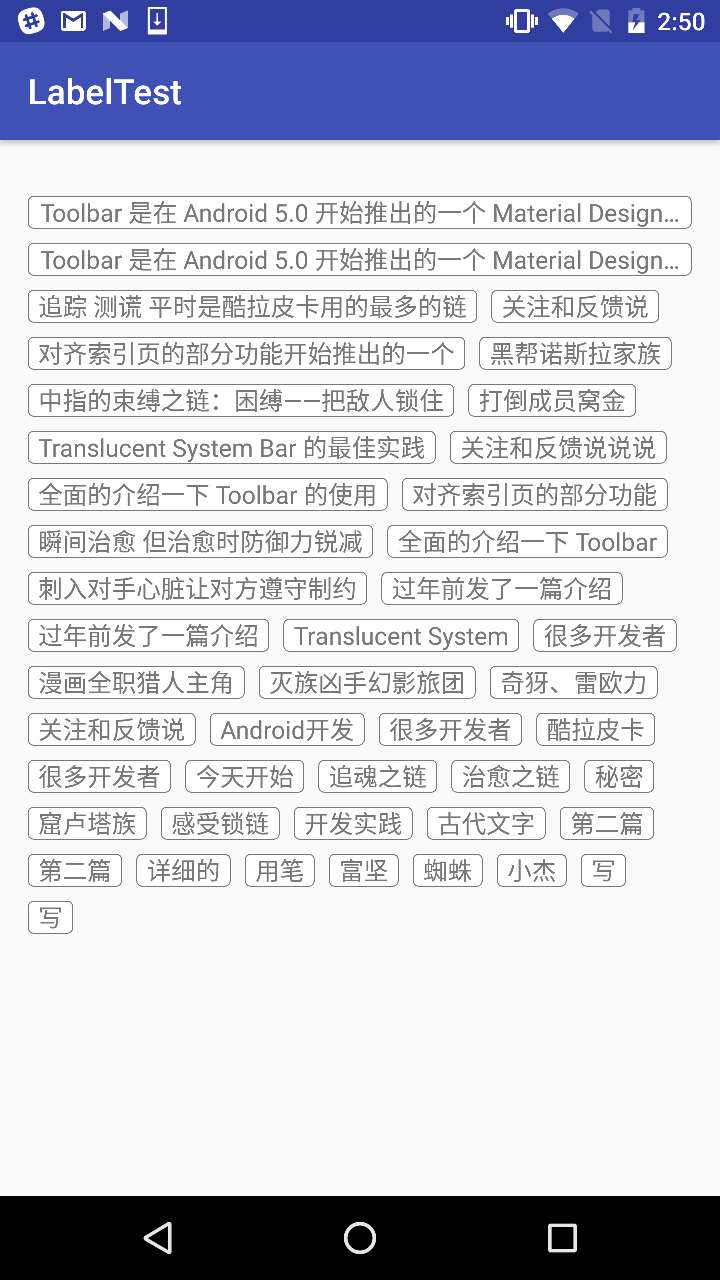 2:50
LabelTest
Toolbar 是在 Android 5.0 开始推出的一个 Material Design...
Toolbar 是在 Android 5.0 开始推出的一个 Material Design...
追踪 测谎 平时是酷拉皮卡用的最多的链 关注和反馈说
对齐索引页的部分功能开始推出的一个 黑帮诺斯拉家族
中指的束缚之链：困缚——把敌人锁住 打倒成员窝金
Translucent System Bar 的最佳实践 关注和反馈说说说
全面的介绍一下 Toolbar 的使用 对齐索引页的部分功能
瞬间治愈 但治愈时防御力锐减 全面的介绍一下 Toolbar
刺入对手心脏让对方遵守制约 过年前发了一篇介绍
过年前发了一篇介绍 Translucent System 很多开发者
漫画全职猎人主角 灭族凶手幻影旅团 奇犽、雷欧力
关注和反馈说 Android开发 很多开发者 酷拉皮卡
很多开发者 今天开始 追魂之链 治愈之链 秘密
窟卢塔族 感受锁链 开发实践 古代文字 第二篇
第二篇 详细的 用笔 富坚 蜘蛛 小杰 写
写